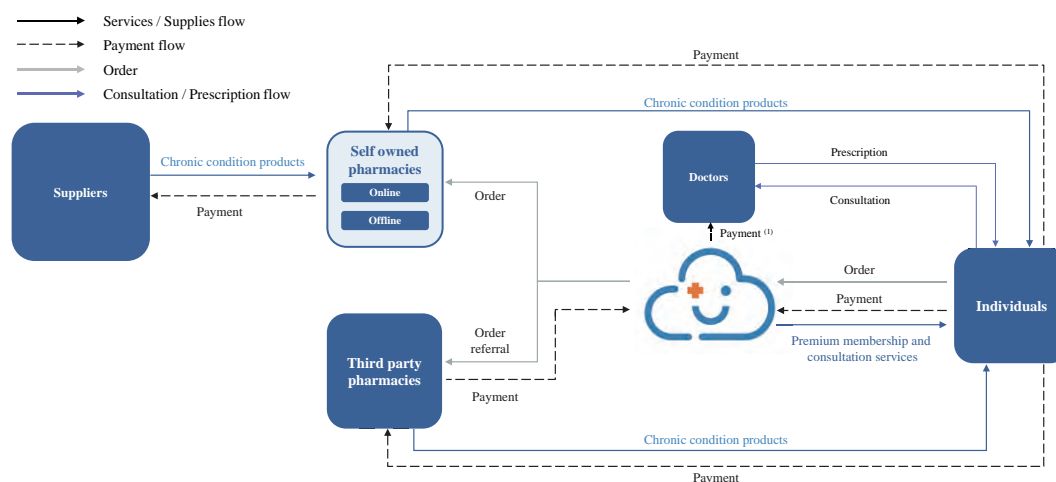 Services / Supplies flow
Payment flow
Order
Consultation / Prescription flow
Payment
Chronic condition products
Suppliers
Chronic condition products
Payment
Self owned
pharmacies
Online
Offline
Order
Doctors
Prescription
Consultation
Payment (1)
Order
Payment
Premium membership and
consultation services
Individuals
Order
referral
Third party
pharmacies
Payment
Chronic condition products
Payment